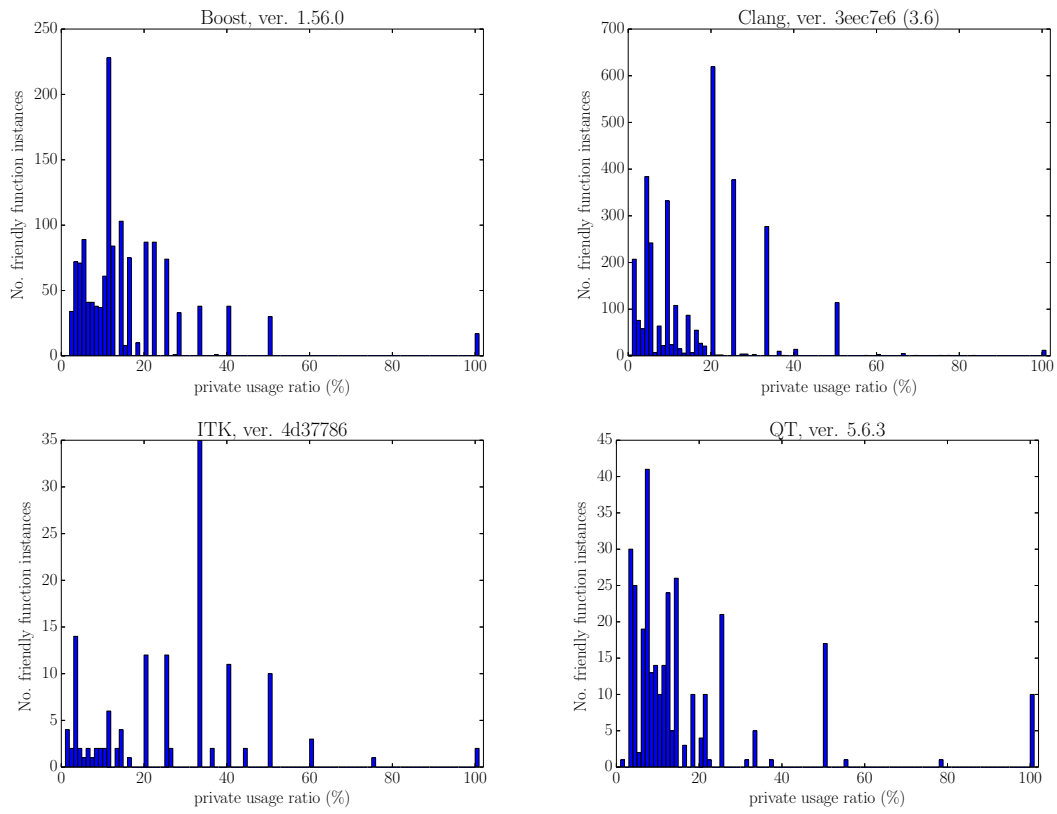 Boost, ver. 1.56.0
No. friendly function instances
250
200
150
100
50
0
0 20 40 60 80 100
private usage ratio (%)
Clang, ver. 3eec7e6 (3.6)
No. friendly function instances
700
600
500
400
300
200
100
0
0 20 40 60 80 100
private usage ratio (%)
ITK, ver. 4d37786
No. friendly function instances
35
30
25
20
15
10
5
0
0 20 40 60 80 100
private usage ratio (%)
QT, ver. 5.6.3
No. friendly function instances
45
40
35
30
25
20
15
10
5
0
0 20 40 60 80 100
private usage ratio (%)